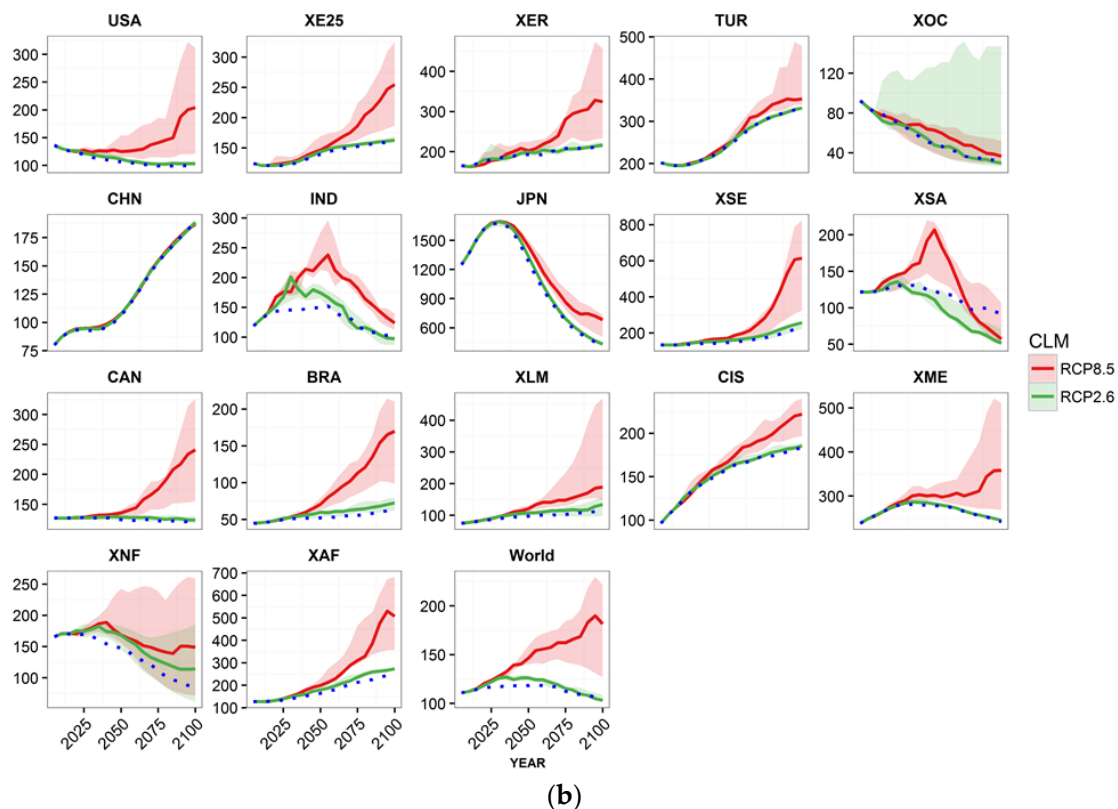 USA XE25 XER TUR XOC
300 250 200 150 100
300 250 200 150
400 300 200
500 400 300 200
120 80 40
CHN IND JPN XSE XSA
175 150 125 100 75
300 250 200 150 100
1500 1200 900 600
800 600 400 200
200 150 100 50
CLM
RCP8.5
RCP2.6
CAN BRA XLM CIS XME
300 250 200 150
200 150 100 50
400 300 200 100
200 150 100
500 400 300
XNF XAF World
250 200 150 100
700 600 500 400 300 200 100
200 150 100
2025 2050 2075 2100 2025 2050 2075 2100 2025 2050 2075 2100
YEAR
(b)